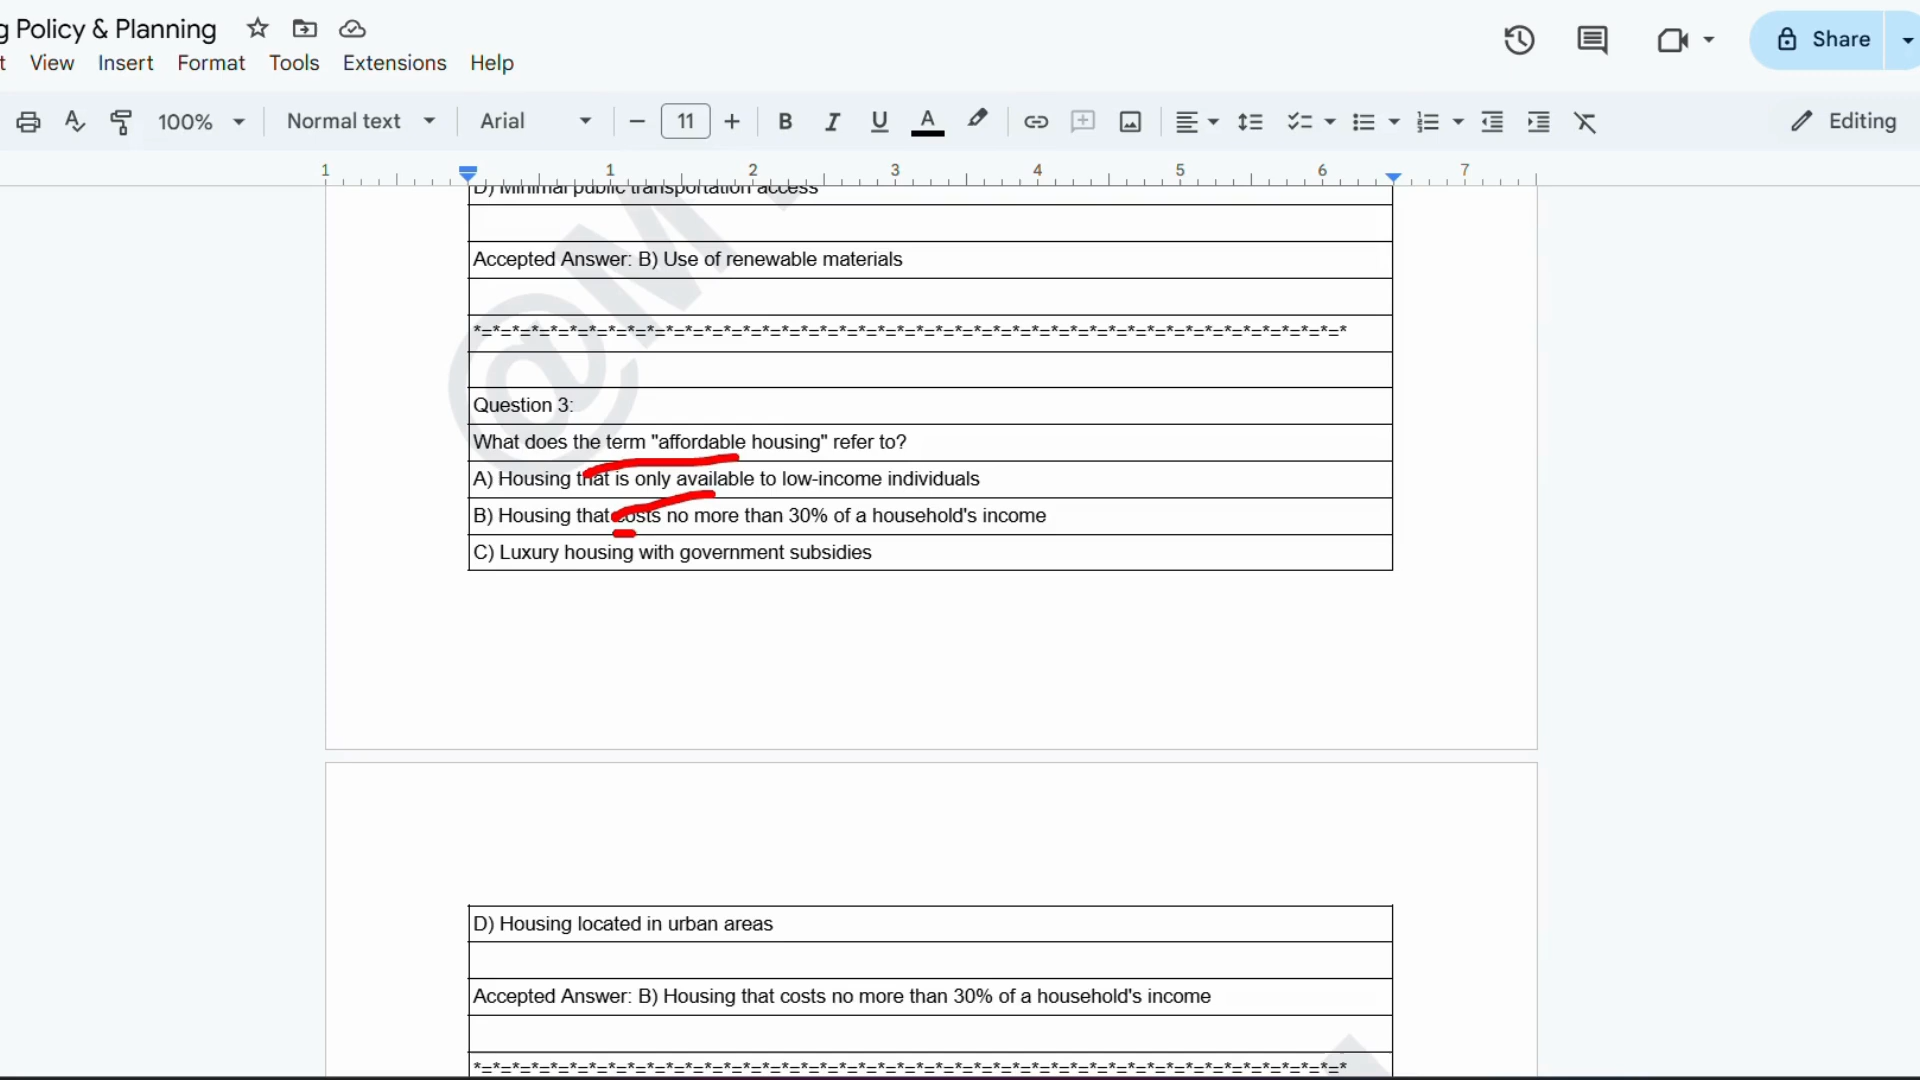 g Policy & Planning
t View Insert Format Tools Extensions Help
Share
100% Normal text Arial 11 B I U A Editing
1 1 2 3 4 5 6 7
D) Minimal public transportation access
Accepted Answer: B) Use of renewable materials
*=*=*=*=*=*=*=*=*=*=*=*=*=*=*=*=*=*=*=*=*=*=*=*=*=*=*=*=*=*=*=*=*=*=*=*=*=*=*=*=*=*=*=*=*=*
Question 3:
What does the term "affordable housing" refer to?
A) Housing that is only available to low-income individuals
B) Housing that costs no more than 30% of a household's income
C) Luxury housing with government subsidies
D) Housing located in urban areas
Accepted Answer: B) Housing that costs no more than 30% of a household's income
*=*=*=*=*=*=*=*=*=*=*=*=*=*=*=*=*=*=*=*=*=*=*=*=*=*=*=*=*=*=*=*=*=*=*=*=*=*=*=*=*=*=*=*=*=*
@M